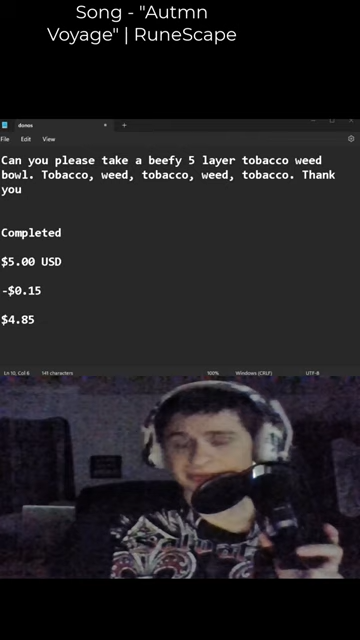 Song - "Autmn
Voyage" | RuneScape
donos
File Edit View
Can you please take a beefy 5 layer tobacco weed
bowl. Tobacco, weed, tobacco, weed, tobacco. Thank
you
Completed
$5.00 USD
-$0.15
$4.85
Ln 10, Col 6 141 characters 100% Windows (CRLF) UTF-8